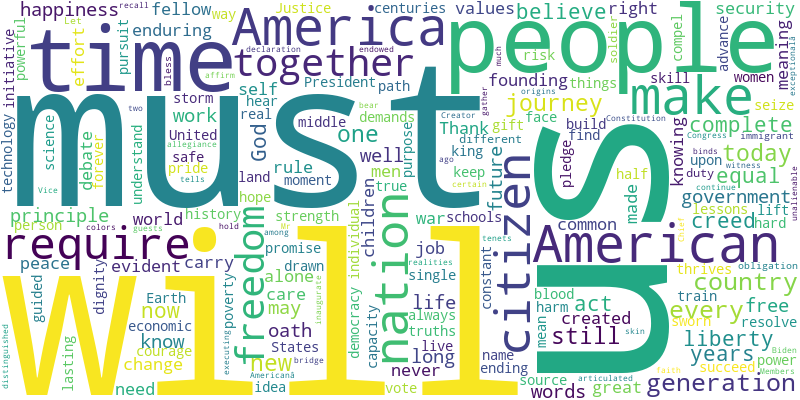 happiness
recall
fellow
America
centuries
values
believe
right
security
powerful
Let
effort
pursuit
enduring
time
Justice
way
people
compel
advance
meaning
initiative
bless
declaration
endowed
much
together
founding
risk
soldier
things
skill
women
exceptionalà
affirm
President
path
origins
journey
make
seize
technology
storm
self
hear
real
God
middle
demands
Creator
gather
Thank
different
gift
face
build
find
Constitution
complete
Congress
immigrant
science
work
United
debate
forever
understand
two
must
one
purpose
bear
king
us
pledge
knowing
today
binds
upon
witness
safe
pride
allegiance
tells
rule
moment
land
well
men
ago
keep
certain
future
half
equal
duty
continue
unalienable
principle
Vice
person
colors
world
guests
history
hold
hope
strength
true
children
war
schools
citizen
common
made
government
lessons
lift
creed
hard
require
freedom
among
Mr
promise
individual
nation
tenets
American
Chief
peace
evident
carry
drawn
job
realities
single
constant
thrives
obligation
guided
dignity
will
Earth
alone
care
inaugurate
democracy
capacity
life
always
truths
blood
harm
act
train
country
now
poverty
may
mean
created
sworn
every
free
resolve
distinguished
economic
know
executing
oath
States
live
long
never
name
ending
still
skin
liberty
lasting
courage
change
new
bridge
years
power
Biden
succeed
faith
Members
need
Americanâ
idea
vote
source
articulated
words
great
generation